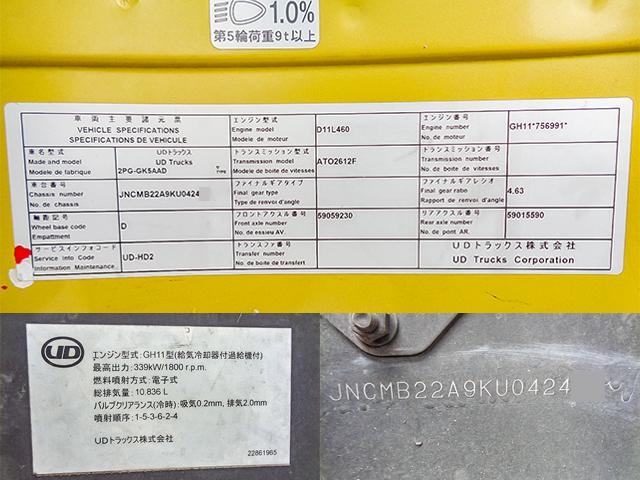 1.0%
第5輪荷重9t以上
車両主要諸元票
VEHICLE SPECIFICATIONS
SPECIFICATIONS DE VEHICULE
車名型式 UDトラックス
Made and model UD Trucks
Modele de fabrique 2PG-GK5AAD
車台番号
Chassis number JNCMB22A9KU0424
No. de chassis
軸距記号
Wheel base code D
Empattment
サービスインフォコード
Service Info Code UD-HD2
Information Maintenance
エンジン型式
Engine model D11L460
Modele de moteur
トランスミッション型式
Transmission model ATO2612F
Modele de boite de vitesses
ファイナルギアタイプ
Final gear type
Type de renvoi d'angle
フロントアクスル番号 59059230
Front axle number
No. de essieu AV.
トランスファ番号
Transfer number
No. de boite de transfert
エンジン番号
Engine number GH11*756991*
No. de moteur
トランスミッション番号
Transmission number
No. de boite de vitesses
ファイナルギアレシオ
Final gear ratio 4.63
Rapport de renvoi d'angle
リアアクスル番号 59015590
Rear axle number
No. de pont AR.
UDトラックス株式会社
UD Trucks Corporation
UD
エンジン型式:GH11型(給気冷却器付過給機付)
最高出力:339kW/1800 r.p.m.
燃料噴射方式:電子式
総排気量:10.836 L
バルブクリアランス(冷時):吸気0.2mm, 排気2.0mm
噴射順序:1-5-3-6-2-4
UDトラックス株式会社
22861965
JNCMB22A9KU0424